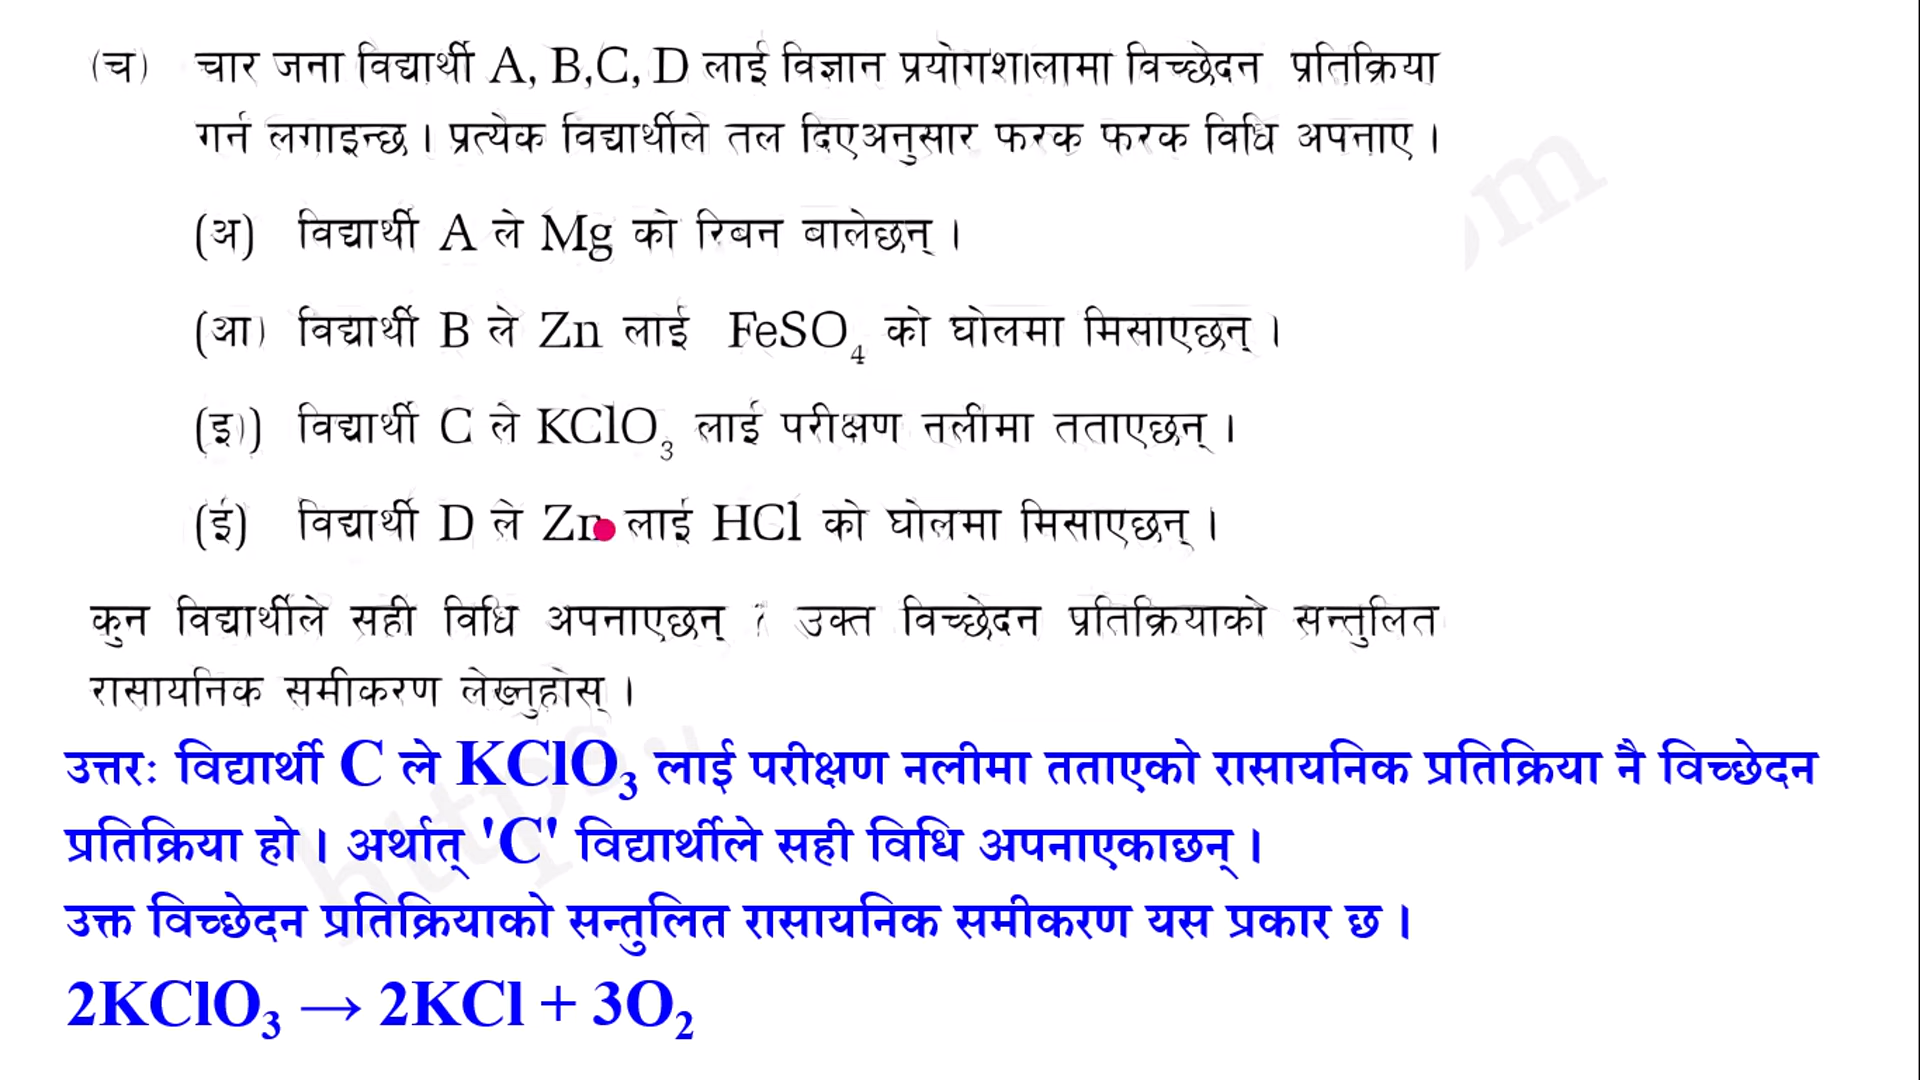 (च) चार जना विद्यार्थी A, B,C, D लाई विज्ञान प्रयोगशालामा विच्छेदन प्रतिक्रिया
गर्न लगाइन्छ । प्रत्येक विद्यार्थीले तल दिएअनुसार फरक फरक विधि अपनाए ।
(अ) विद्यार्थी A ले Mg को रिबन बालेछन् ।
(आ) विद्यार्थी B ले Zn लाई FeSO₄ को घोलमा मिसाएछन् ।
(इ) विद्यार्थी C ले KClO₃ लाई परीक्षण नलीमा तताएछन् ।
(ई) विद्यार्थी D ले Zn लाई HCl को घोलमा मिसाएछन् ।
कुन विद्यार्थीले सही विधि अपनाएछन् ? उक्त विच्छेदन प्रतिक्रियाको सन्तुलित
रासायनिक समीकरण लेख्नुहोस् ।
उत्तरः विद्यार्थी C ले KClO₃ लाई परीक्षण नलीमा तताएको रासायनिक प्रतिक्रिया नै विच्छेदन
प्रतिक्रिया हो । अर्थात् 'C' विद्यार्थीले सही विधि अपनाएकाछन् ।
उक्त विच्छेदन प्रतिक्रियाको सन्तुलित रासायनिक समीकरण यस प्रकार छ ।
2KClO₃ → 2KCl + 3O₂